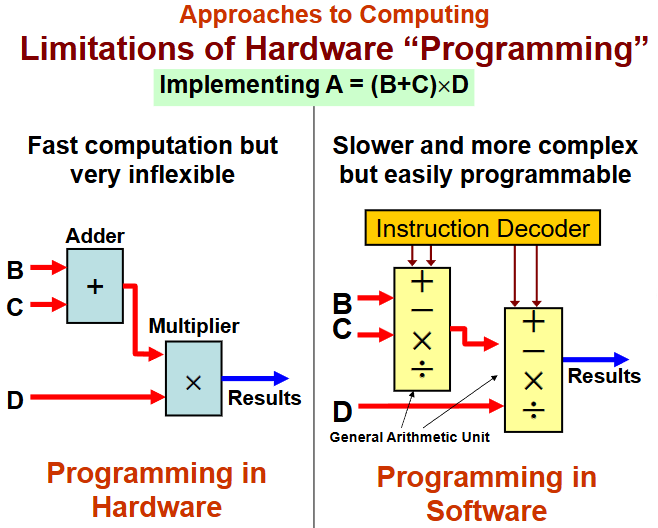 Approaches to Computing
Limitations of Hardware “Programming”
Implementing A = (B+C)×D
Fast computation but
very inflexible
Adder
B
C
+
Multiplier
×
D
Results
Programming in
Hardware
Slower and more complex
but easily programmable
Instruction Decoder
B
C
+
−
×
÷
+
−
×
÷
D
Results
General Arithmetic Unit
Programming in
Software